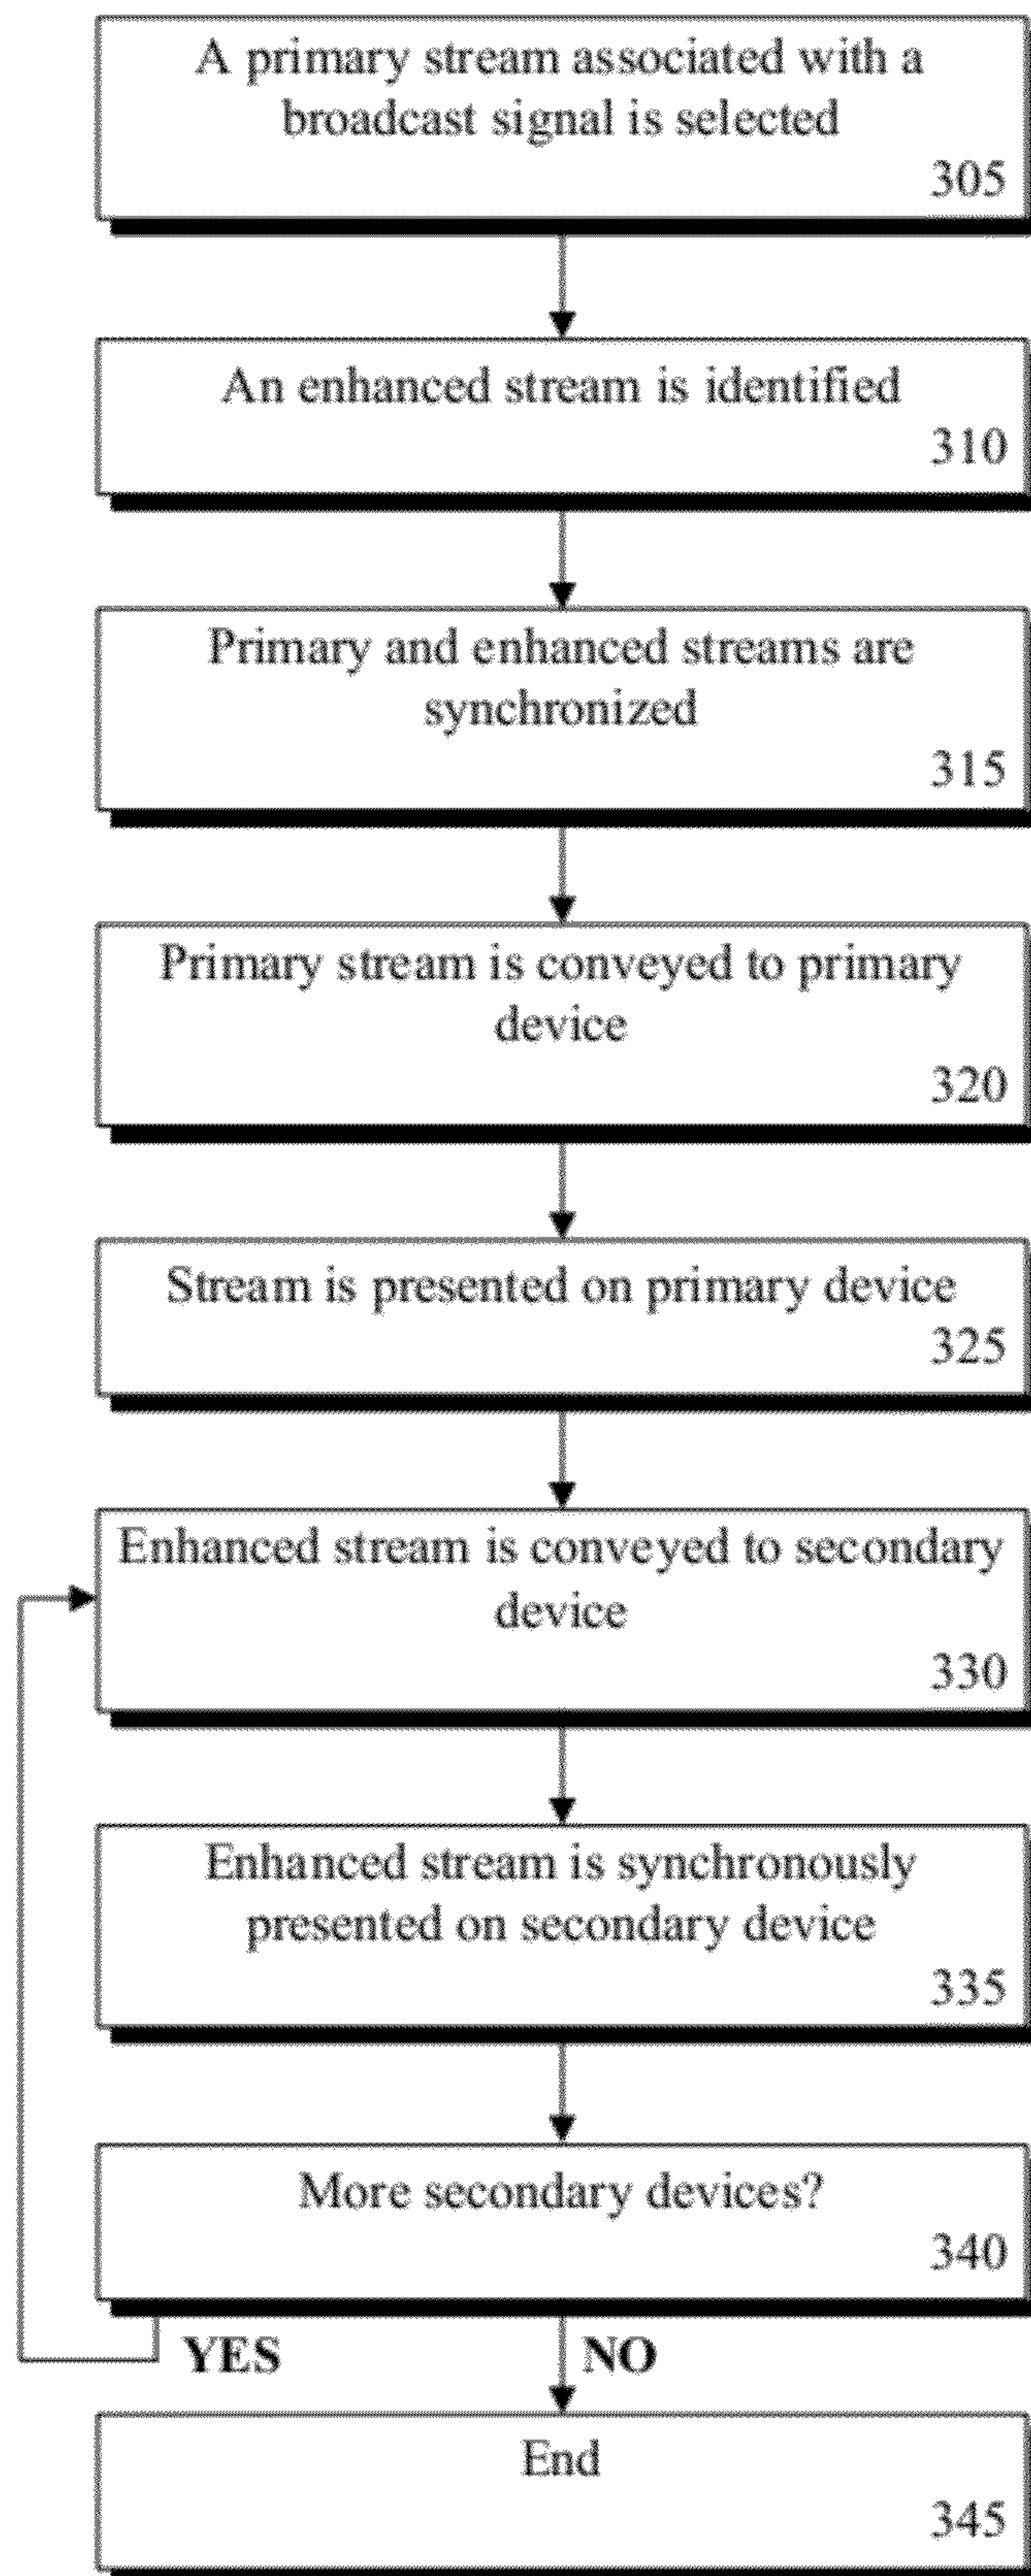 A primary stream associated with a
broadcast signal is selected
305
An enhanced stream is identified
310
Primary and enhanced streams are
synchronized
315
Primary stream is conveyed to primary
device
320
Stream is presented on primary device
325
Enhanced stream is conveyed to secondary
device
330
Enhanced stream is synchronously
presented on secondary device
335
More secondary devices?
340
YES
NO
End
345